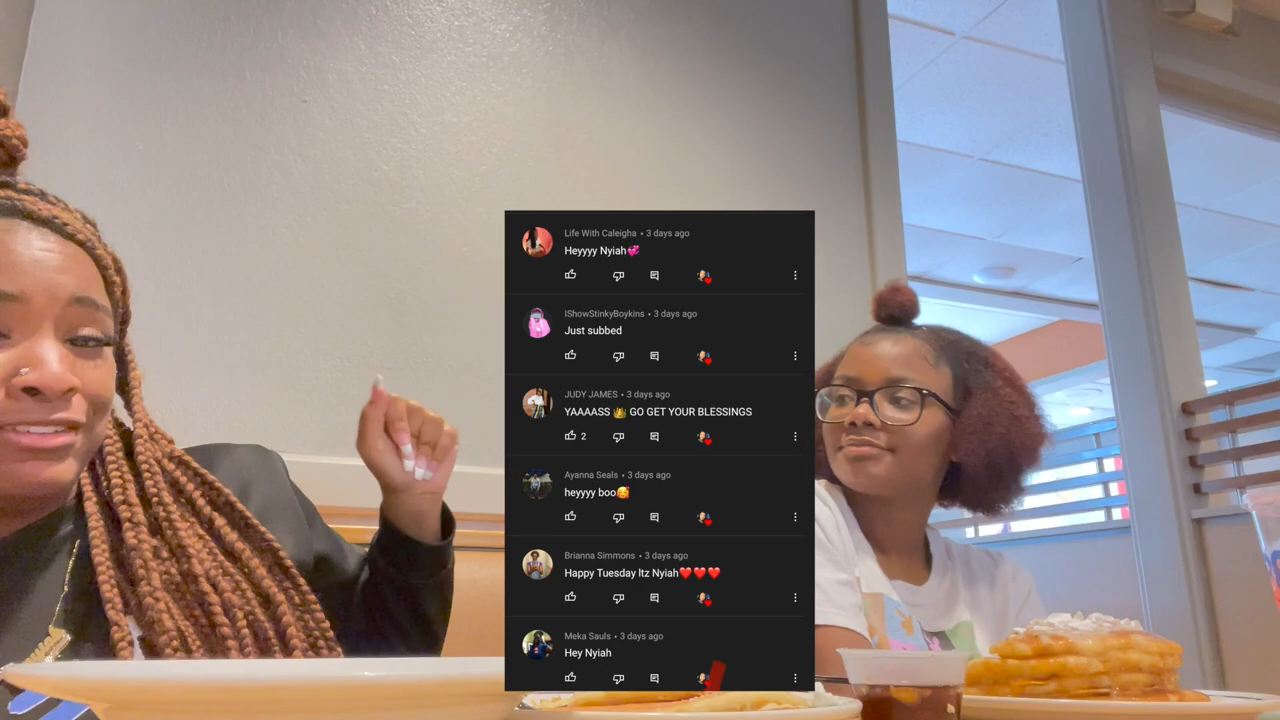 Life With Caleigha • 3 days ago
Heyyyy Nyiah💞
IShowStinkyBoykins • 3 days ago
Just subbed
JUDY JAMES • 3 days ago
YAAAASS 👑 GO GET YOUR BLESSINGS
2
Ayanna Seals • 3 days ago
heyyyy boo🥰
Brianna Simmons • 3 days ago
Happy Tuesday ltz Nyiah❤️❤️❤️
Meka Sauls • 3 days ago
Hey Nyiah